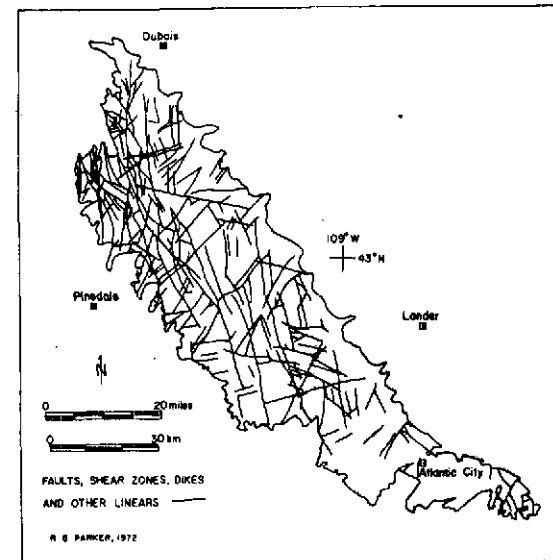 Dubois
109° W
43° N
Pinedale
Lander
N
0 20 miles
0 30 km
FAULTS, SHEAR ZONES, DIKES
AND OTHER LINEARS
Atlantic City
R B PARKER, 1972